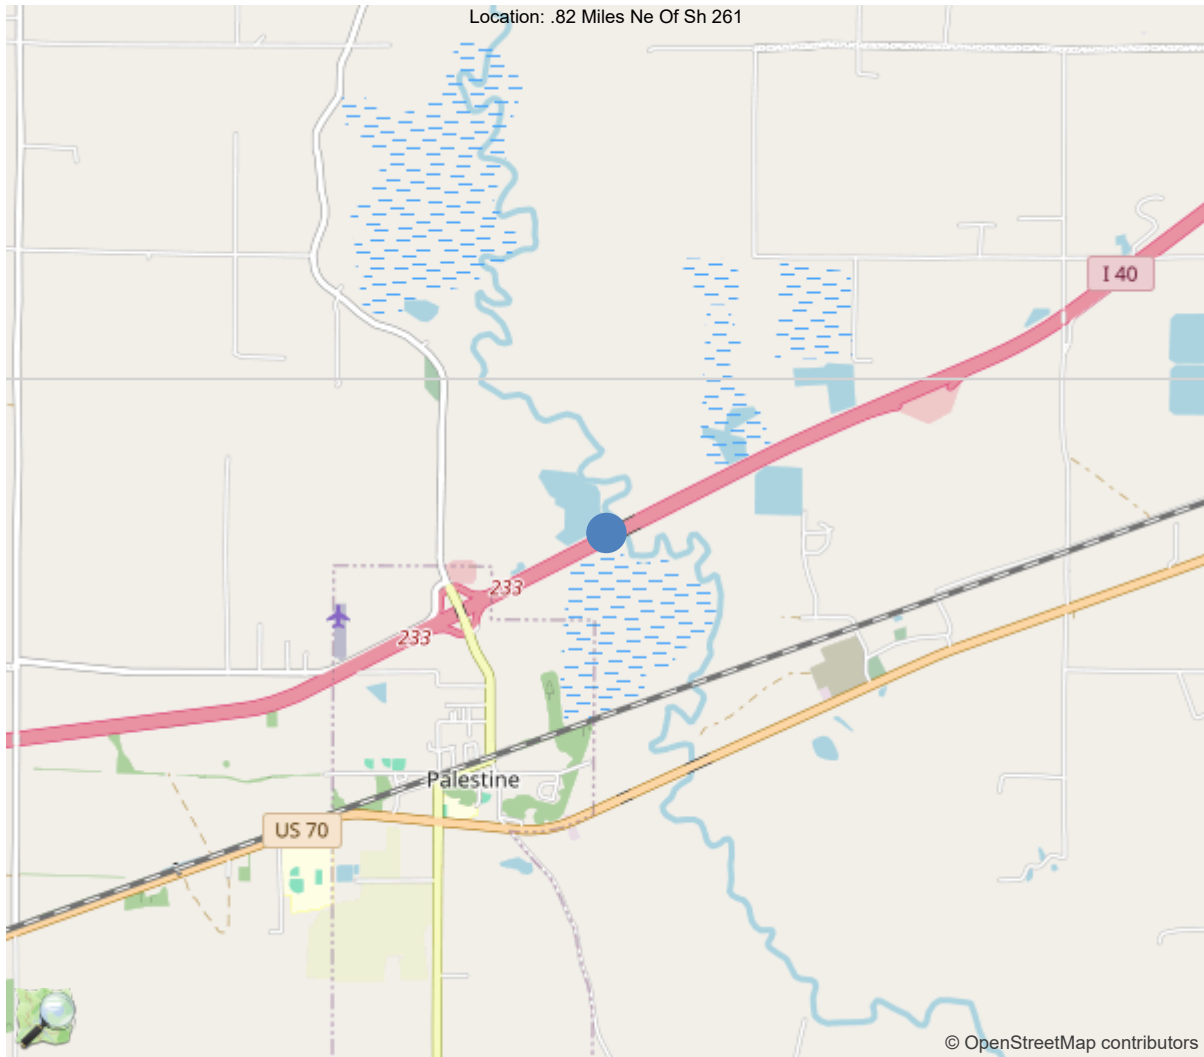 Location: .82 Miles Ne Of Sh 261
I 40
233
233
Palestine
US 70
© OpenStreetMap contributors